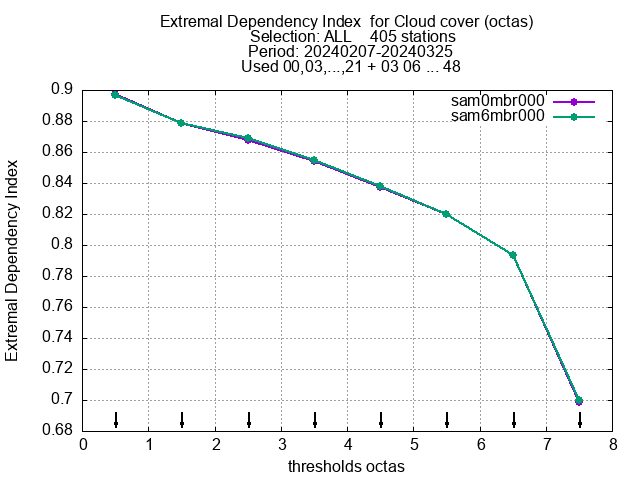 Extremal Dependency Index  for Cloud cover (octas)
Selection: ALL    405 stations
Period: 20240207-20240325
Used 00,03,...,21 + 03 06 ... 48
sam0mbr000
sam6mbr000
Extremal Dependency Index
0.9
0.88
0.86
0.84
0.82
0.8
0.78
0.76
0.74
0.72
0.7
0.68
0 1 2 3 4 5 6 7 8
thresholds octas